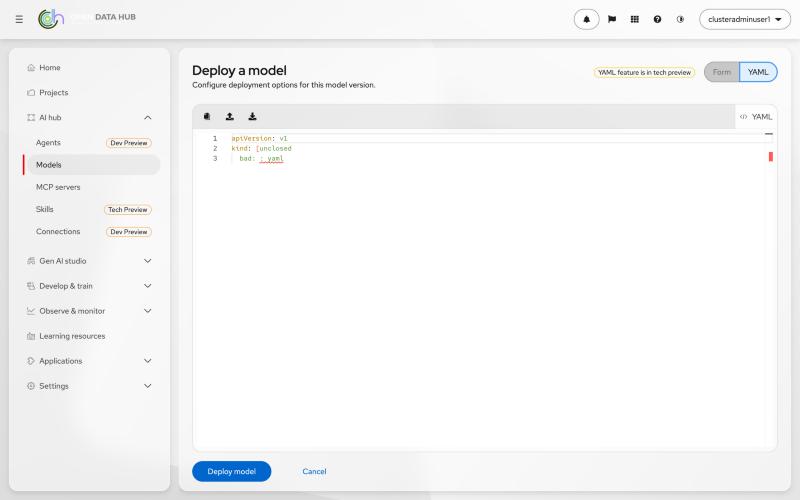 OPEN DATA HUB
clusteradminuser1
Home
Projects
AI hub
Agents
Dev Preview
Models
MCP servers
Skills
Tech Preview
Connections
Dev Preview
Gen AI studio
Develop & train
Observe & monitor
Learning resources
Applications
Settings
Deploy a model
Configure deployment options for this model version.
YAML feature is in tech preview
Form
YAML
YAML
1 apiVersion: v1
2 kind: [unclosed
3 bad: : yaml
Deploy model
Cancel